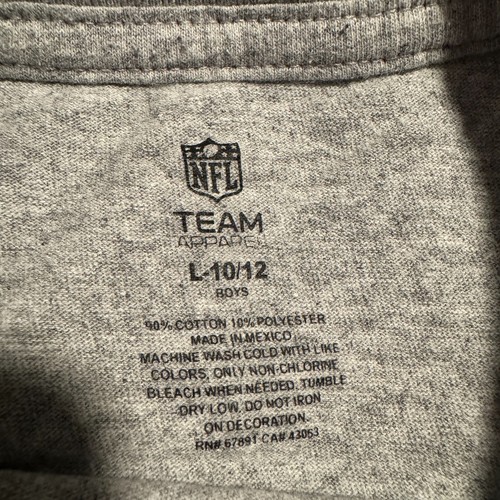 NFL
TEAM
APPAREL
L-10/12
BOYS
90% COTTON 10% POLYESTER
MADE IN MEXICO
MACHINE WASH COLD WITH LIKE
COLORS, ONLY NON-CHLORINE
BLEACH WHEN NEEDED, TUMBLE
DRY LOW, DO NOT IRON
ON DECORATION.
RN# 67891 CA# 43053